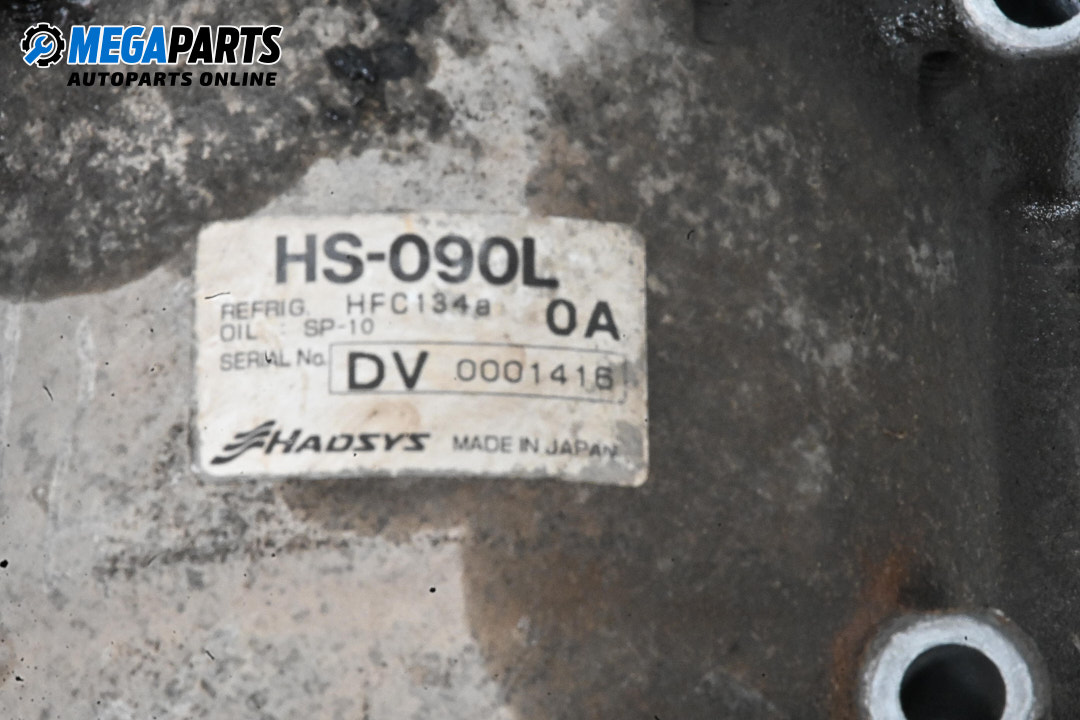 MEGAPARTS
AUTOPARTS ONLINE
HS-090L
REFRIG. HFC134a 0A
OIL : SP-10
SERIAL No. DV 0001416
HADSYS MADE IN JAPAN